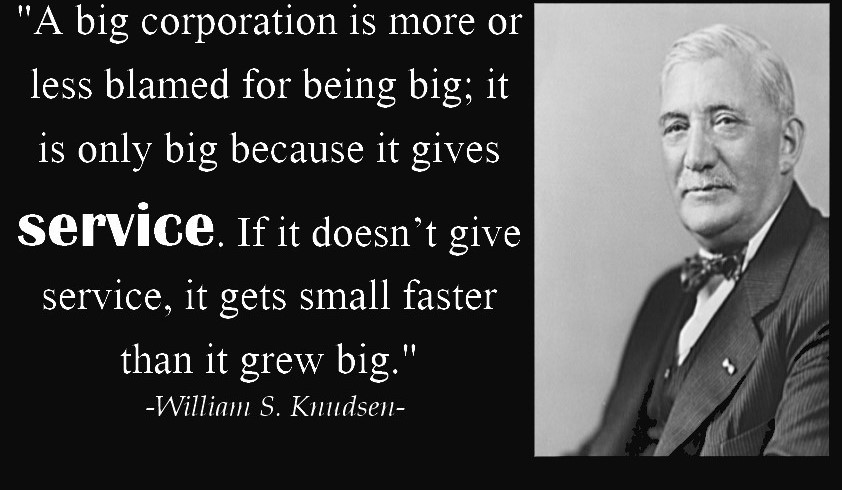 "A big corporation is more or
less blamed for being big; it
is only big because it gives
service. If it doesn’t give
service, it gets small faster
than it grew big."
-William S. Knudsen-